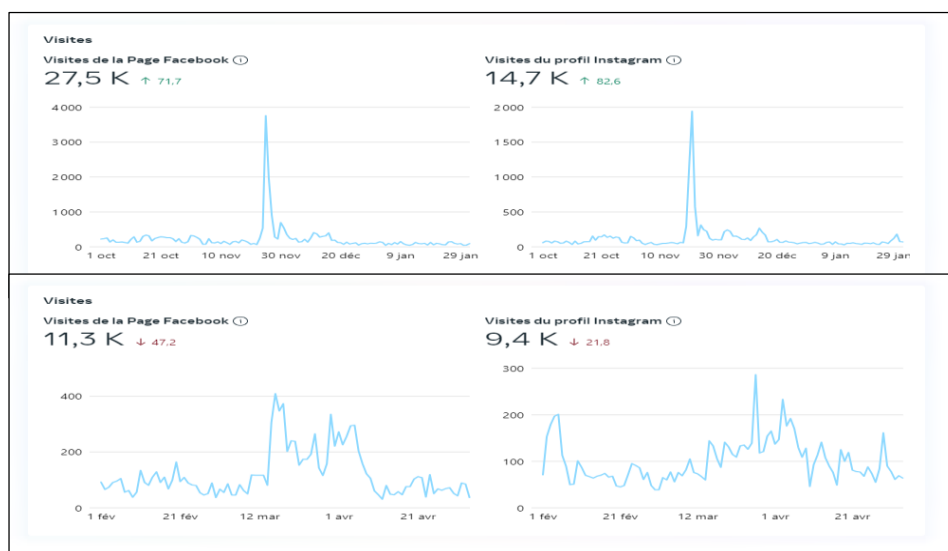 Visites
Visites de la Page Facebook
27,5 K ↑ 71,7
4 000
3 000
2 000
1 000
0
1 oct 21 oct 10 nov 30 nov 20 déc 9 jan 29 jan
Visites du profil Instagram
14,7 K ↑ 82,6
2 000
1 500
1 000
500
0
1 oct 21 oct 10 nov 30 nov 20 déc 9 jan 29 jan
Visites
Visites de la Page Facebook
11,3 K ↓ 47,2
400
200
0
1 fév 21 fév 12 mar 1 avr 21 avr
Visites du profil Instagram
9,4 K ↓ 21,8
300
200
100
0
1 fév 21 fév 12 mar 1 avr 21 avr